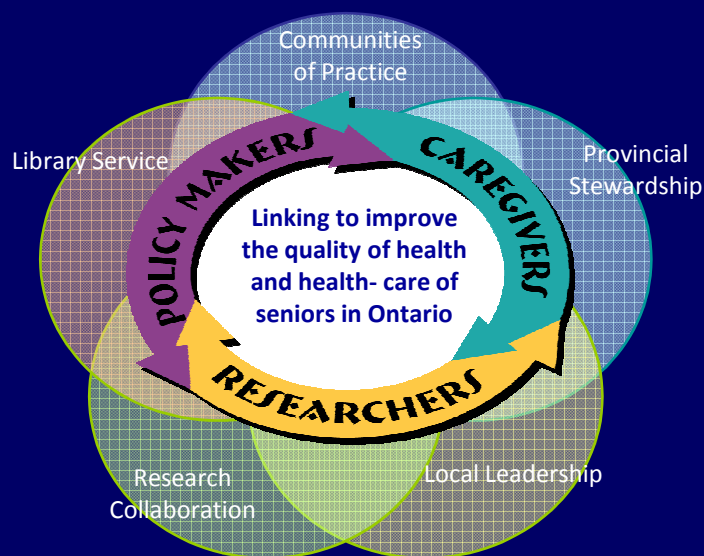 Communities
of Practice
Library Service
Provincial
Stewardship
POLICY MAKERS
CAREGIVERS
Linking to improve
the quality of health
and health- care of
seniors in Ontario
RESEARCHERS
Research
Collaboration
Local Leadership